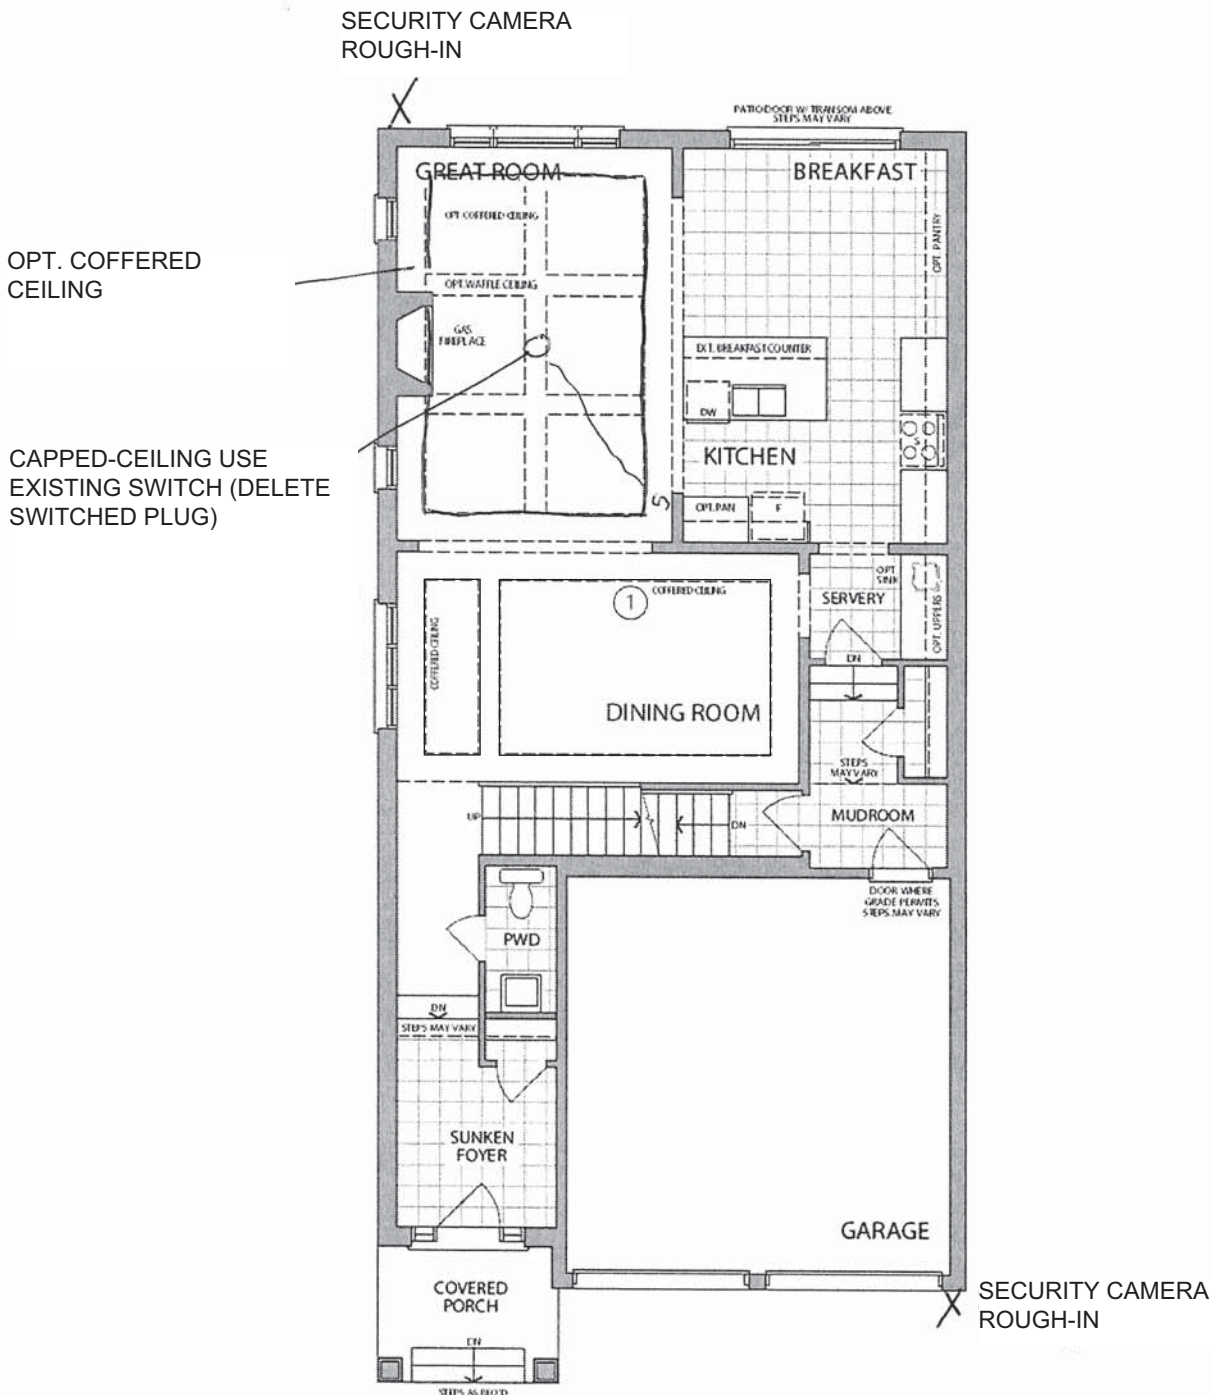 SECURITY CAMERA
ROUGH-IN
PATIO DOOR W/ TRANSOM ABOVE
STEPS MAY VARY
GREAT ROOM
BREAKFAST
OPT. COFFERED CEILING
OPT. PANTRY
OPT. COFFERED
CEILING
OPT. WAFFLE CEILING
GAS
FIREPLACE
EXT. BREAKFAST COUNTER
DW
S
KITCHEN
CAPPED-CEILING USE
EXISTING SWITCH (DELETE
SWITCHED PLUG)
S
OPT. PAN
F
OPT.
SINK
COFFERED CEILING
1
SERVERY
OPT. UPPERS
COFFERED CEILING
DN
DINING ROOM
STEPS
MAY VARY
UP
DN
MUDROOM
DOOR WHERE
GRADE PERMITS
STEPS MAY VARY
PWD
DN
STEPS MAY VARY
SUNKEN
FOYER
GARAGE
COVERED
PORCH
SECURITY CAMERA
ROUGH-IN
DN
STEPS AS REQ'D